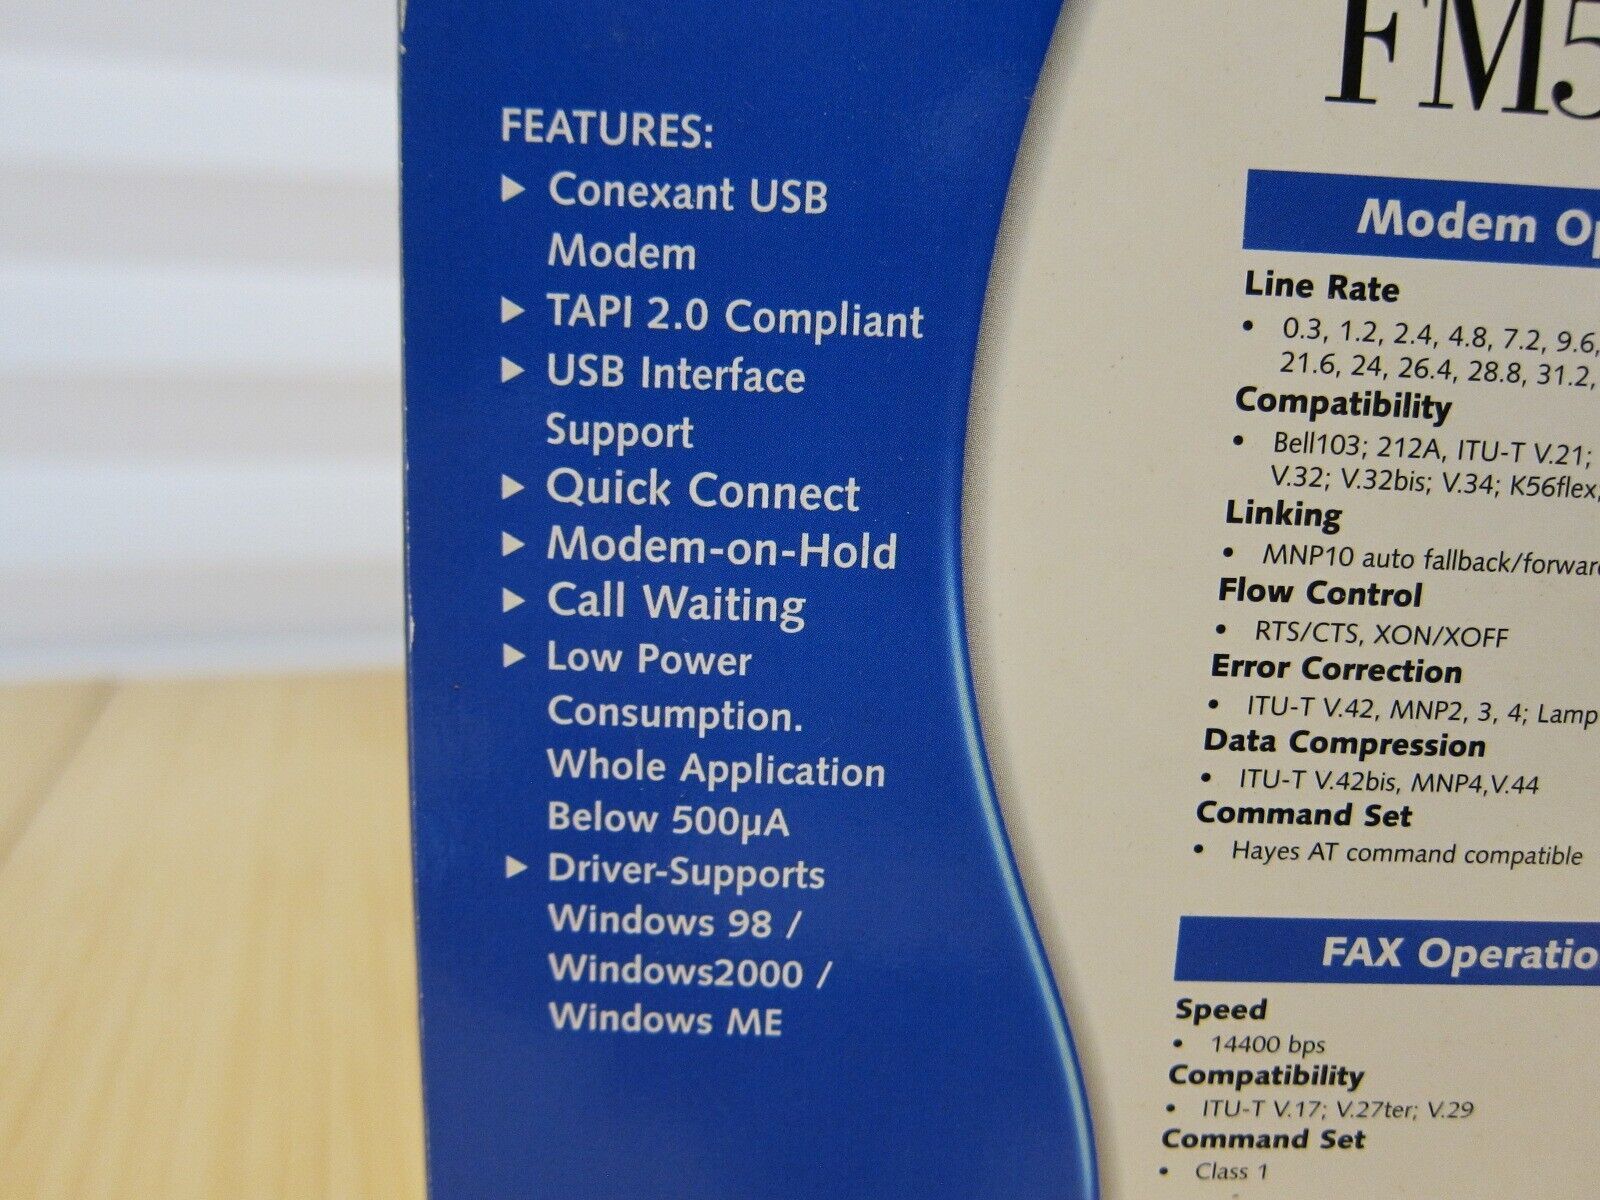 FEATURES:
▶ Conexant USB
Modem
▶ TAPI 2.0 Compliant
▶ USB Interface
Support
▶ Quick Connect
▶ Modem-on-Hold
▶ Call Waiting
▶ Low Power
Consumption.
Whole Application
Below 500µA
▶ Driver-Supports
Windows 98 /
Windows2000 /
Windows ME
FM5
Modem
Line Rate
• 0.3, 1.2, 2.4, 4.8, 7.2, 9.6,
21.6, 24, 26.4, 28.8, 31.2,
Compatibility
• Bell103; 212A, ITU-T V.21;
V.32; V.32bis; V.34; K56flex,
Linking
• MNP10 auto fallback/forward
Flow Control
• RTS/CTS, XON/XOFF
Error Correction
• ITU-T V.42, MNP2, 3, 4; Lamp
Data Compression
• ITU-T V.42bis, MNP4,V.44
Command Set
• Hayes AT command compatible
FAX Operatio
Speed
• 14400 bps
Compatibility
• ITU-T V.17; V.27ter; V.29
Command Set
• Class 1